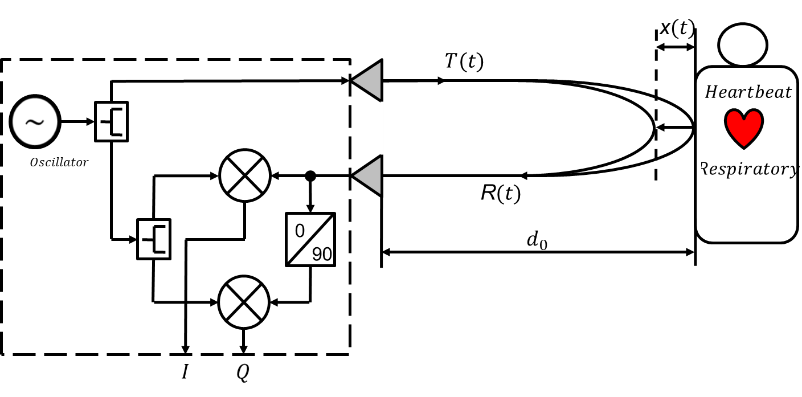 x(t)
T(t)
Heartbeat
~
Oscillator
Respiratory
R(t)
0
90
d₀
I
Q